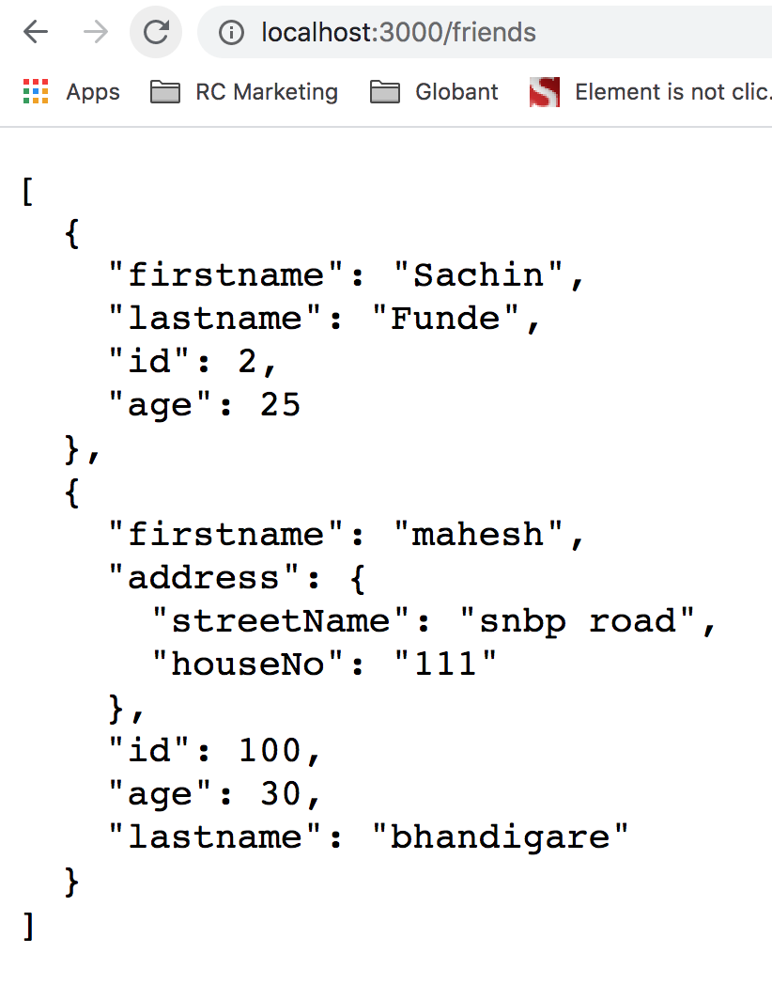 localhost:3000/friends
Apps RC Marketing Globant Element is not clic.
[
  {
    "firstname": "Sachin",
    "lastname": "Funde",
    "id": 2,
    "age": 25
  },
  {
    "firstname": "mahesh",
    "address": {
      "streetName": "snbp road",
      "houseNo": "111"
    },
    "id": 100,
    "age": 30,
    "lastname": "bhandigare"
  }
]